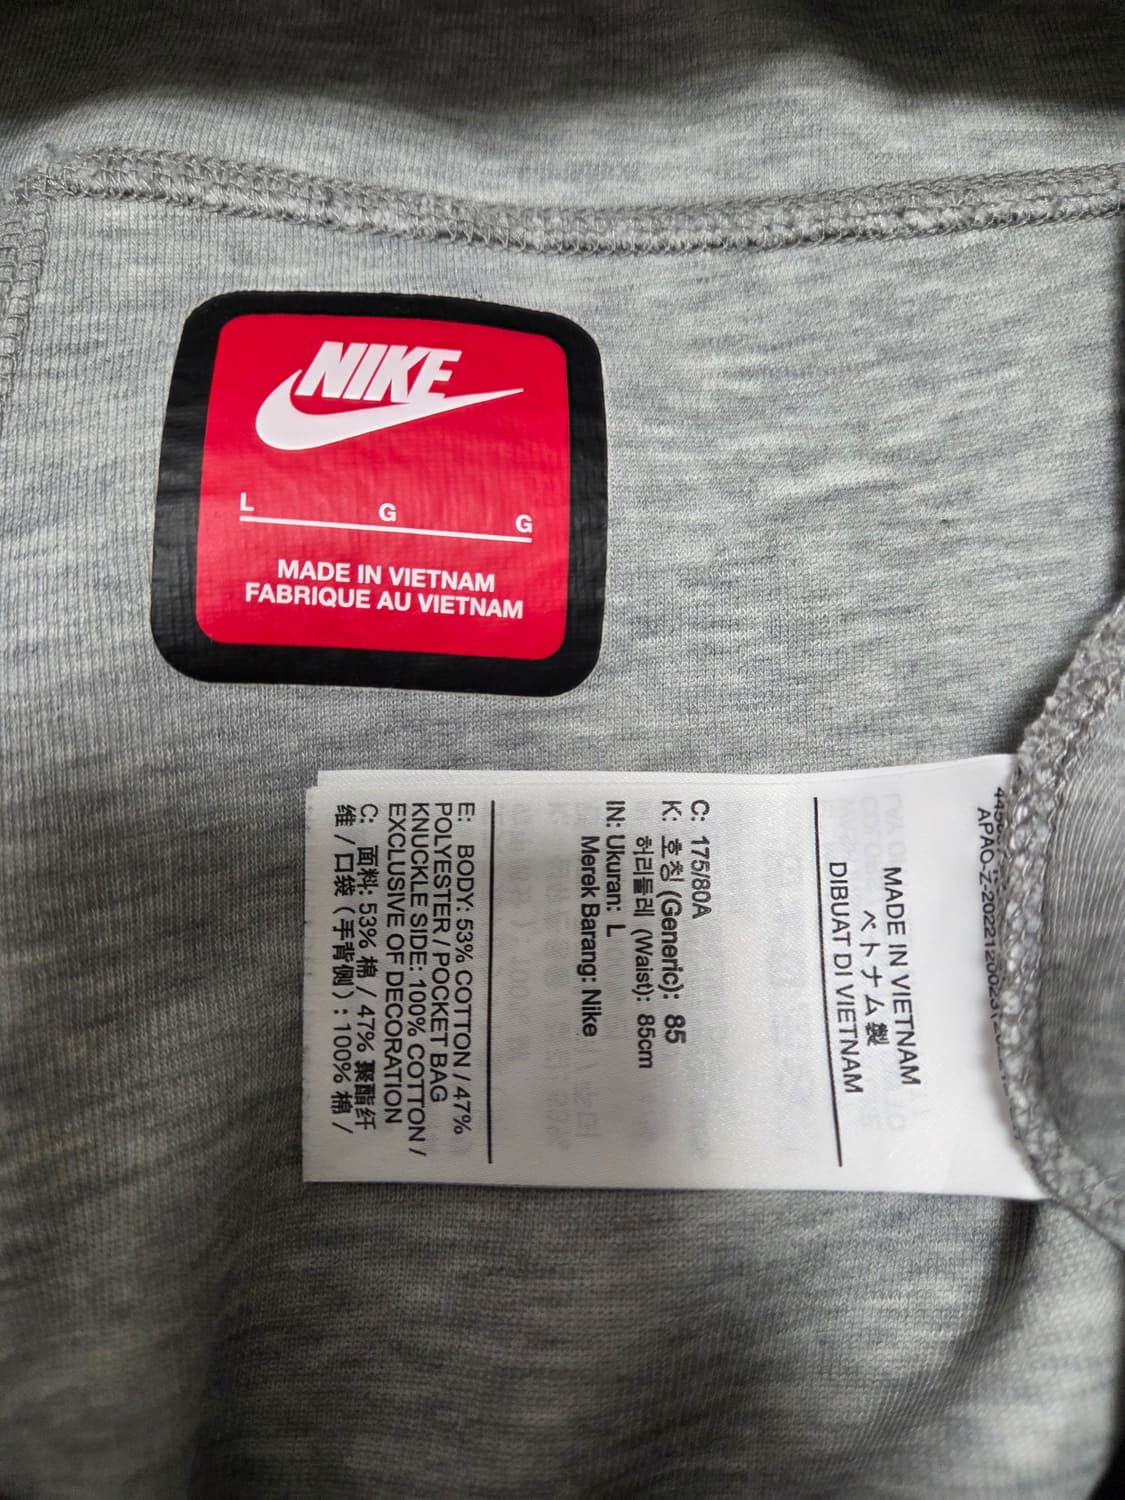 NIKE
L G G
MADE IN VIETNAM
FABRIQUE AU VIETNAM
MADE IN VIETNAM
ベトナム製
DIBUAT DI VIETNAM
C: 175/80A
K: 호칭 (Generic): 85
허리둘레 (Waist): 85cm
IN: Ukuran: L
Merek Barang: Nike
E: BODY: 53% COTTON / 47%
POLYESTER / POCKET BAG
KNUCKLE SIDE: 100% COTTON /
EXCLUSIVE OF DECORATION
C: 面料: 53% 棉 / 47% 聚酯纤
维 / 口袋 (手背侧) : 100% 棉 /